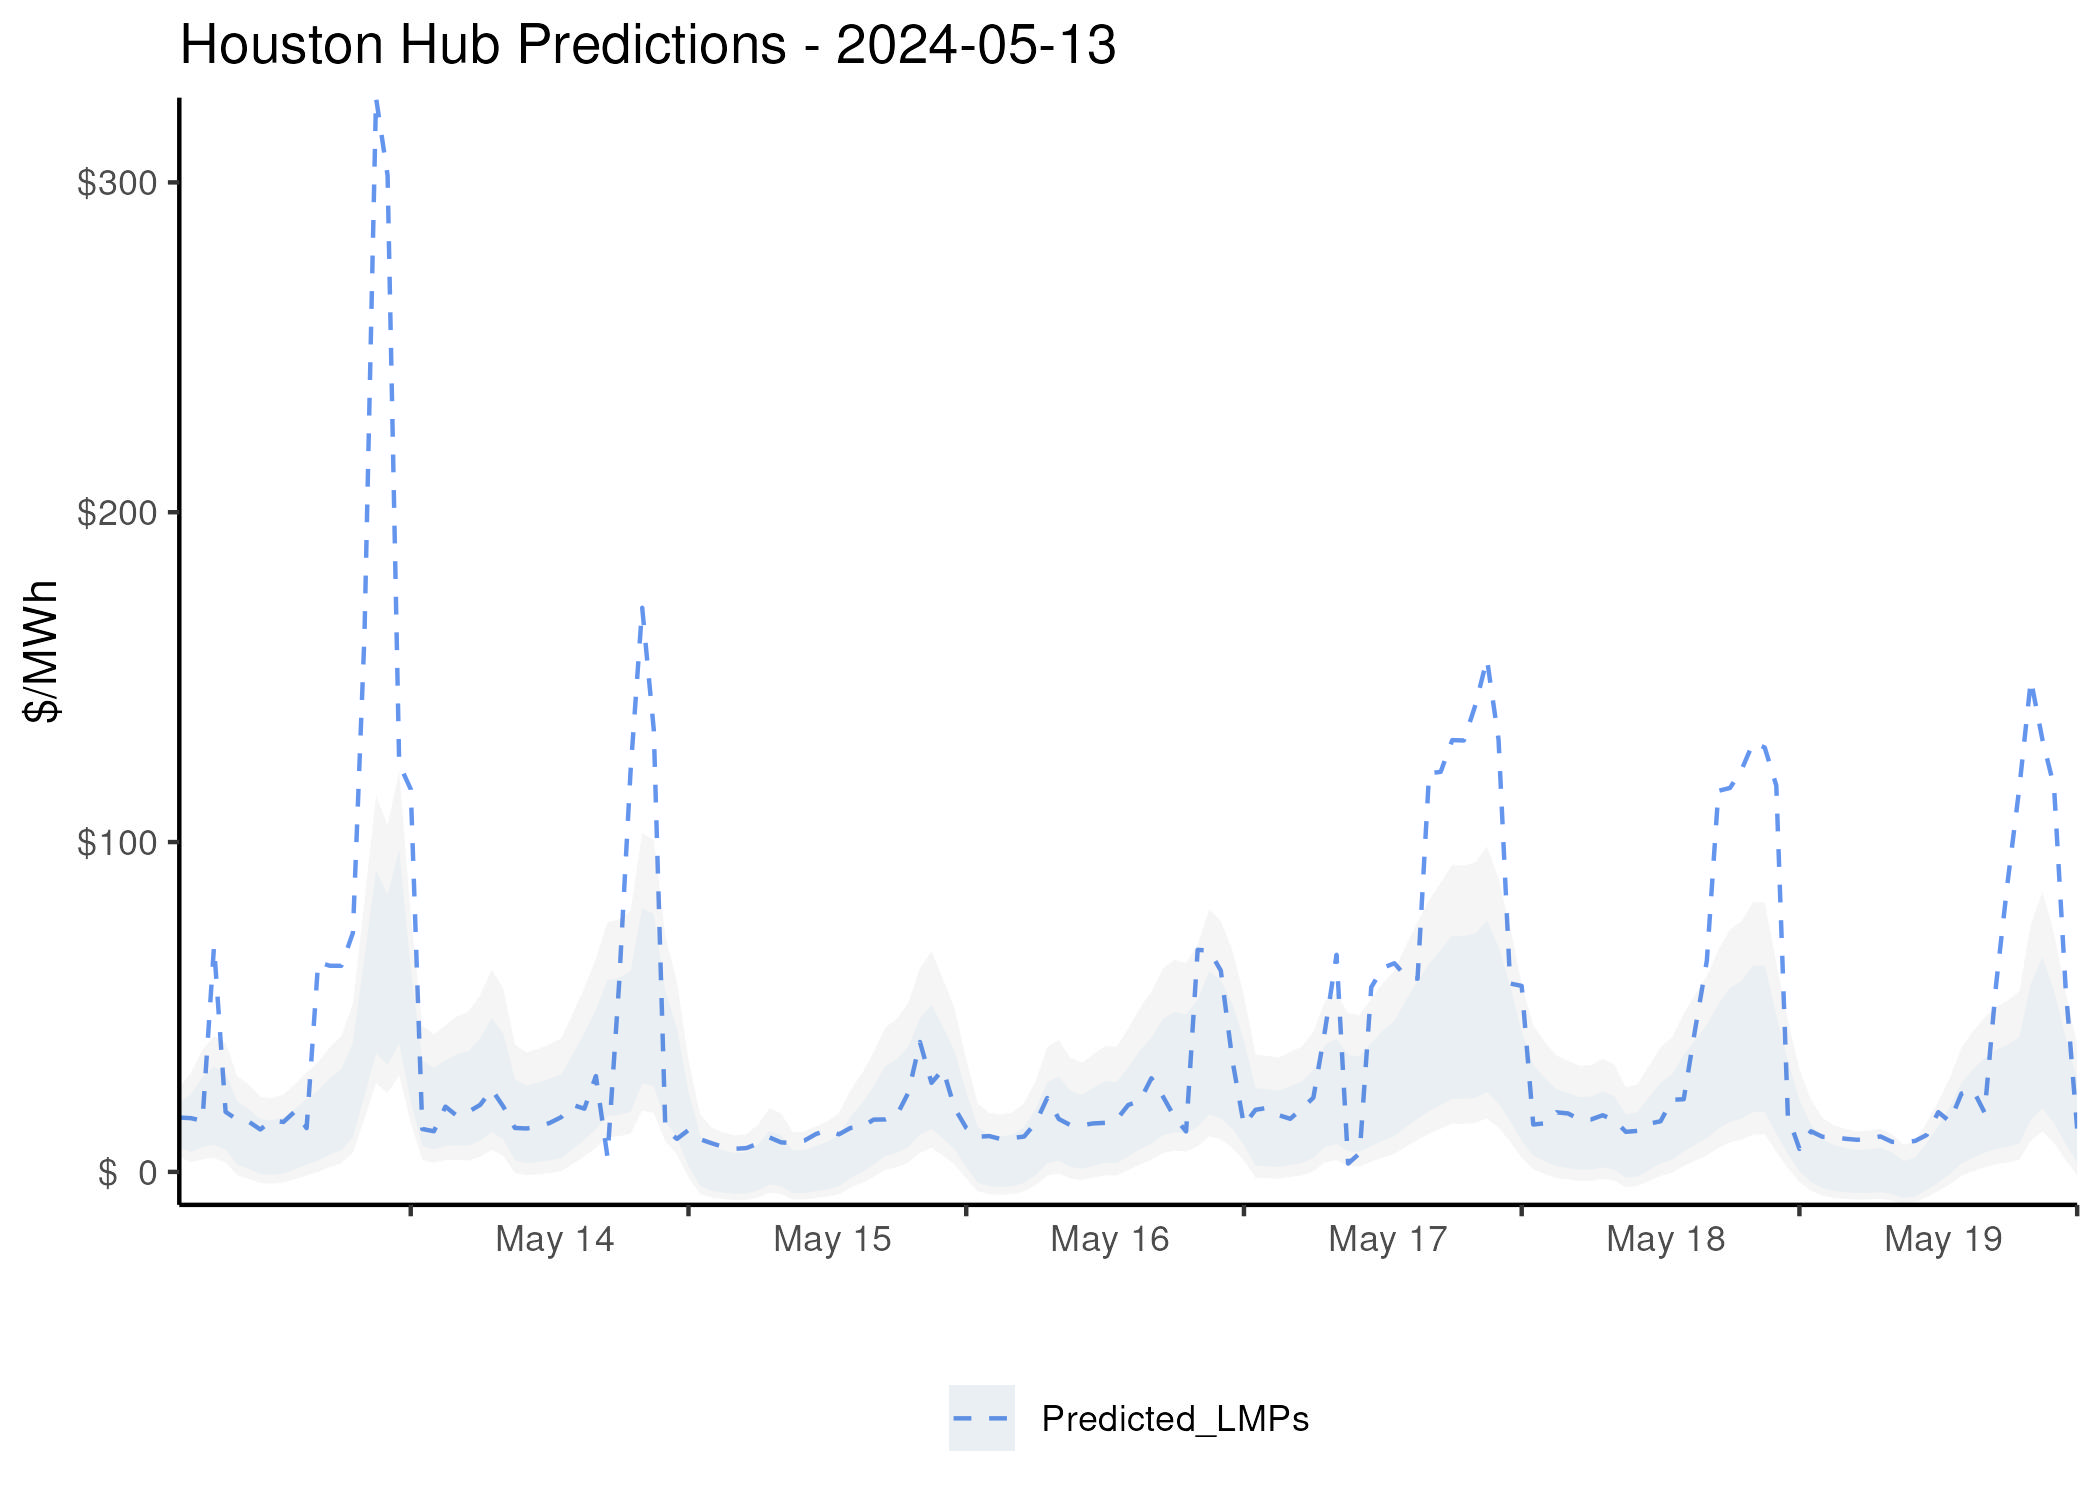 Houston Hub Predictions - 2024-05-13
$300
$200
$100
$ 0
$/MWh
May 14 May 15 May 16 May 17 May 18 May 19
Predicted_LMPs